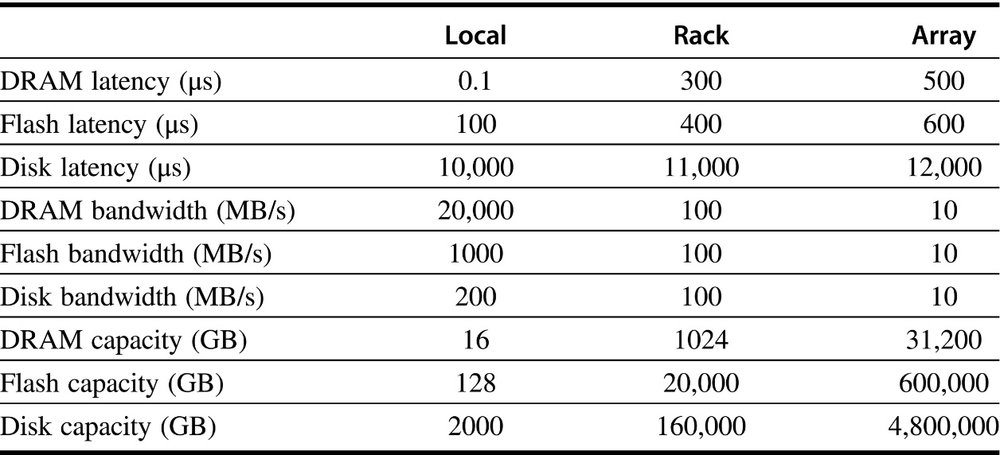 Local Rack Array
DRAM latency (μs) 0.1 300 500
Flash latency (μs) 100 400 600
Disk latency (μs) 10,000 11,000 12,000
DRAM bandwidth (MB/s) 20,000 100 10
Flash bandwidth (MB/s) 1000 100 10
Disk bandwidth (MB/s) 200 100 10
DRAM capacity (GB) 16 1024 31,200
Flash capacity (GB) 128 20,000 600,000
Disk capacity (GB) 2000 160,000 4,800,000